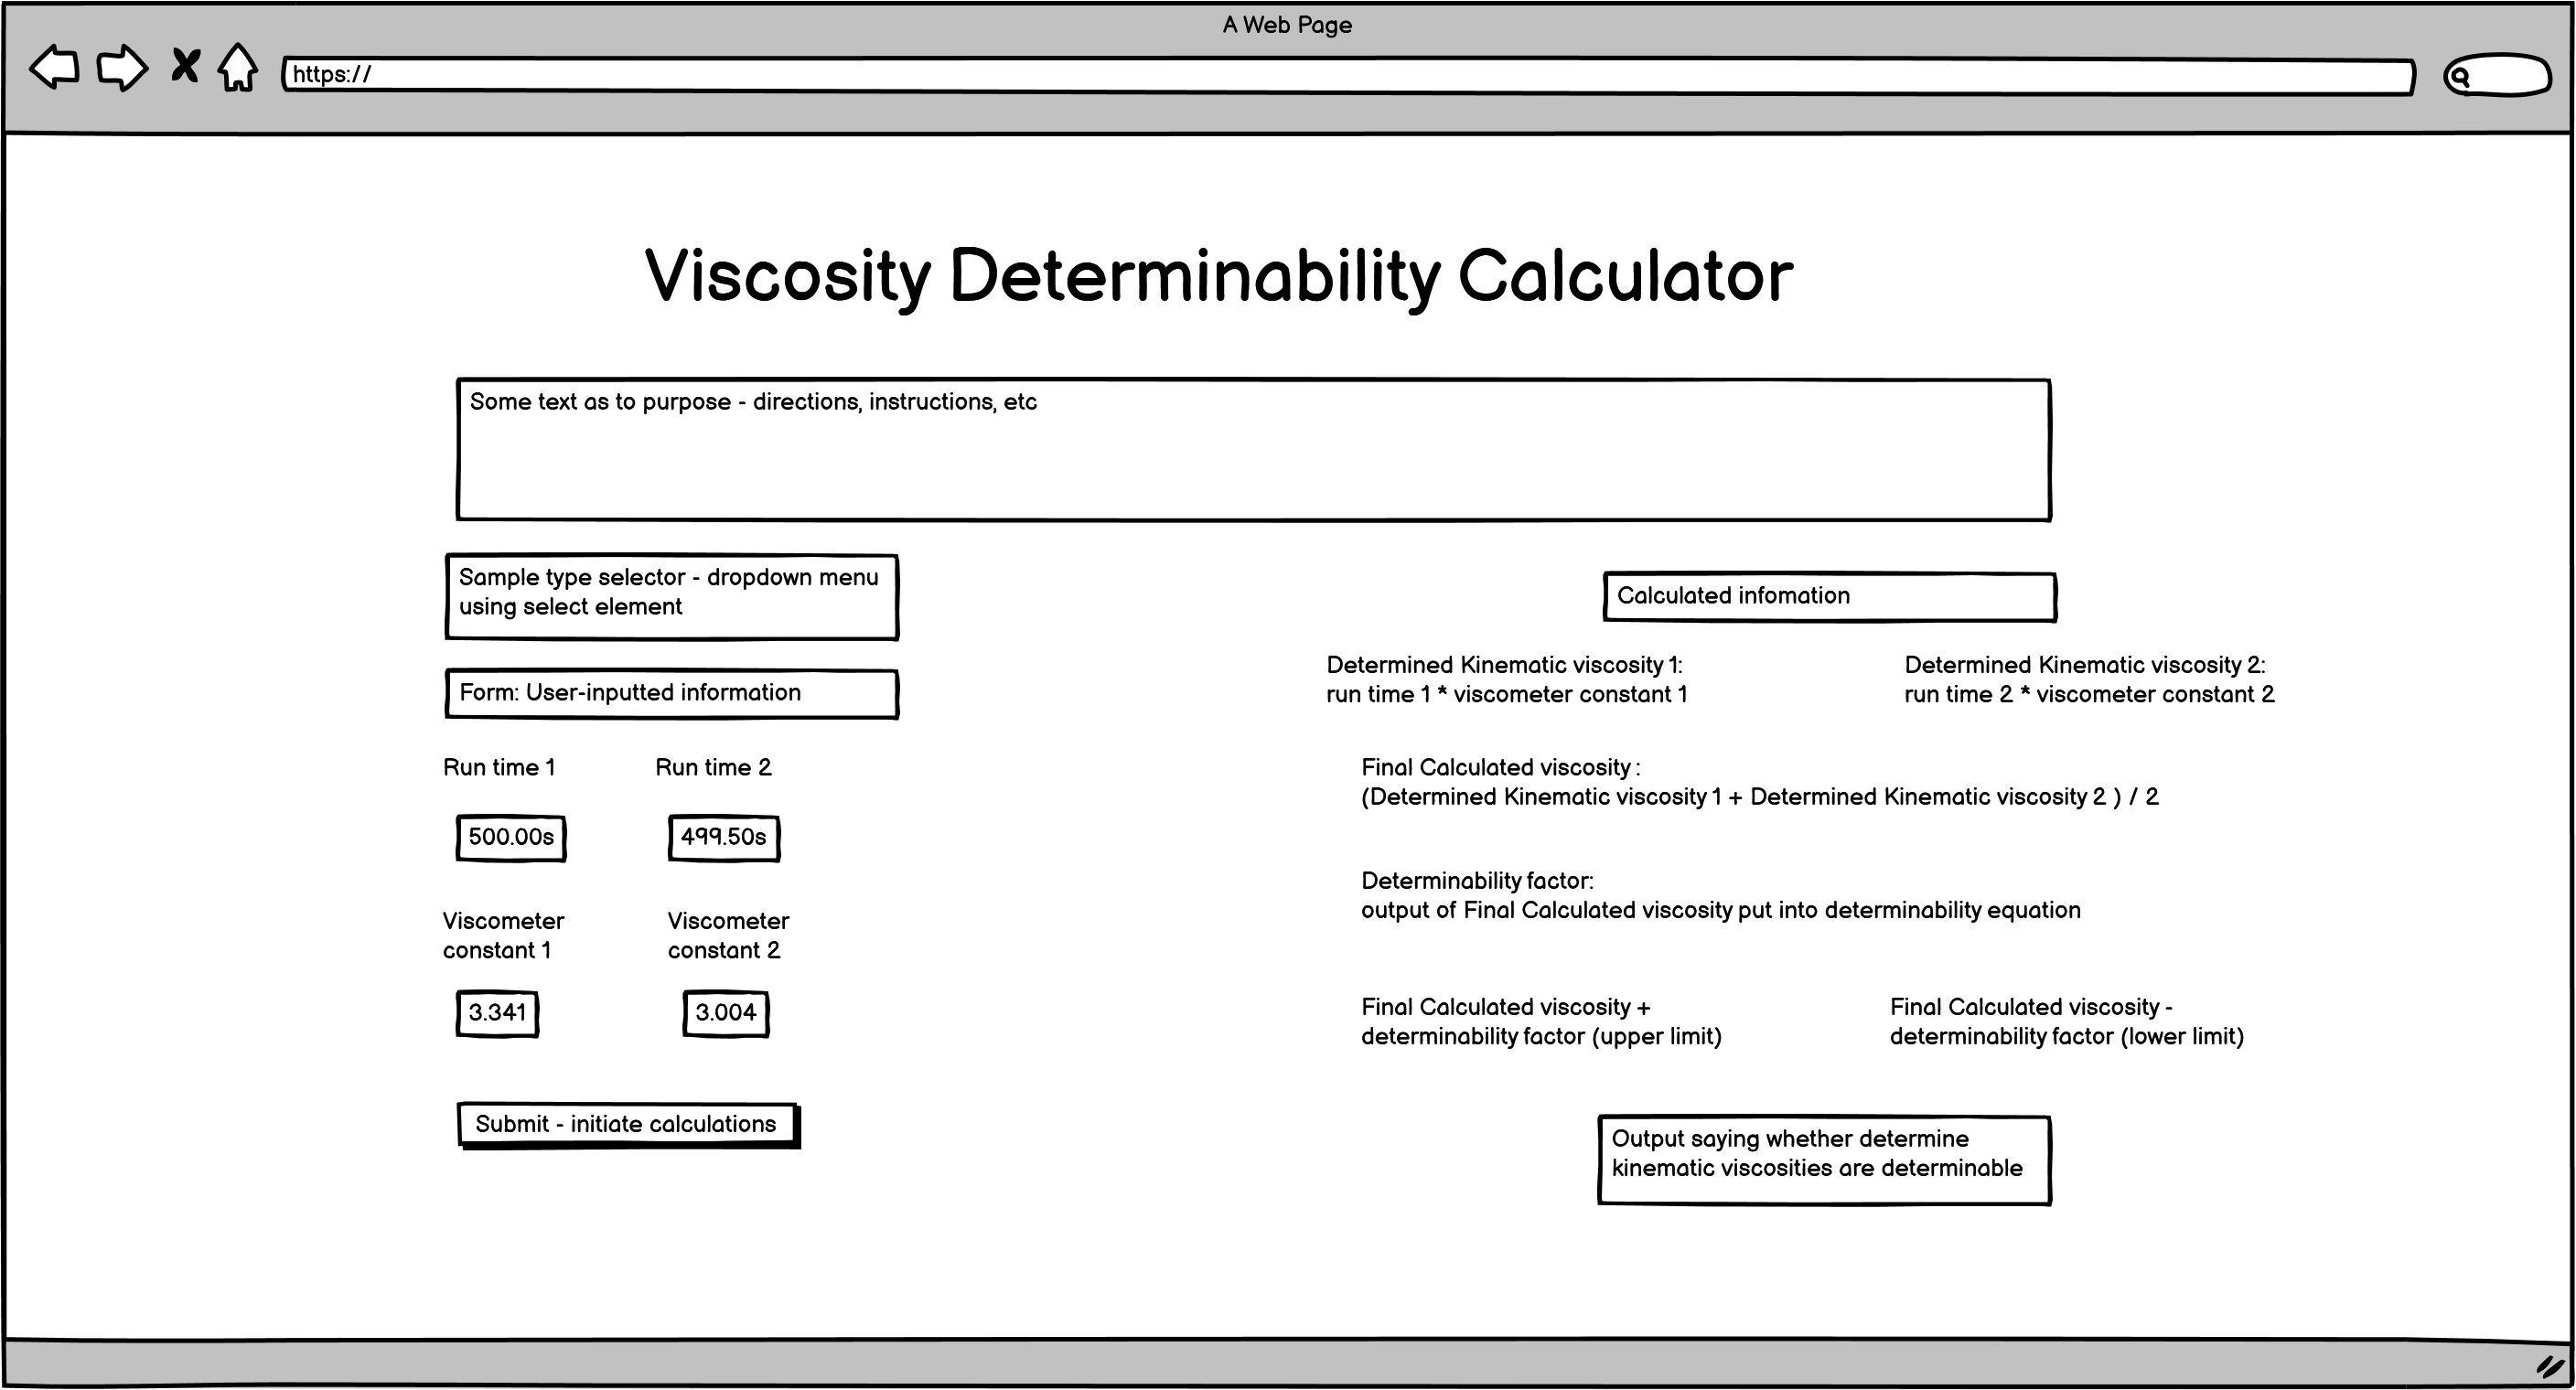 A Web Page
https://
Viscosity Determinability Calculator
Some text as to purpose - directions, instructions, etc
Sample type selector - dropdown menu
using select element
Form: User-inputted information
Run time 1
Run time 2
500.00s
499.50s
Viscometer
constant 1
Viscometer
constant 2
3.341
3.004
Submit - initiate calculations
Calculated infomation
Determined Kinematic viscosity 1:
run time 1 * viscometer constant 1
Determined Kinematic viscosity 2:
run time 2 * viscometer constant 2
Final Calculated viscosity :
(Determined Kinematic viscosity 1 + Determined Kinematic viscosity 2 ) / 2
Determinability factor:
output of Final Calculated viscosity put into determinability equation
Final Calculated viscosity +
determinability factor (upper limit)
Final Calculated viscosity -
determinability factor (lower limit)
Output saying whether determine
kinematic viscosities are determinable